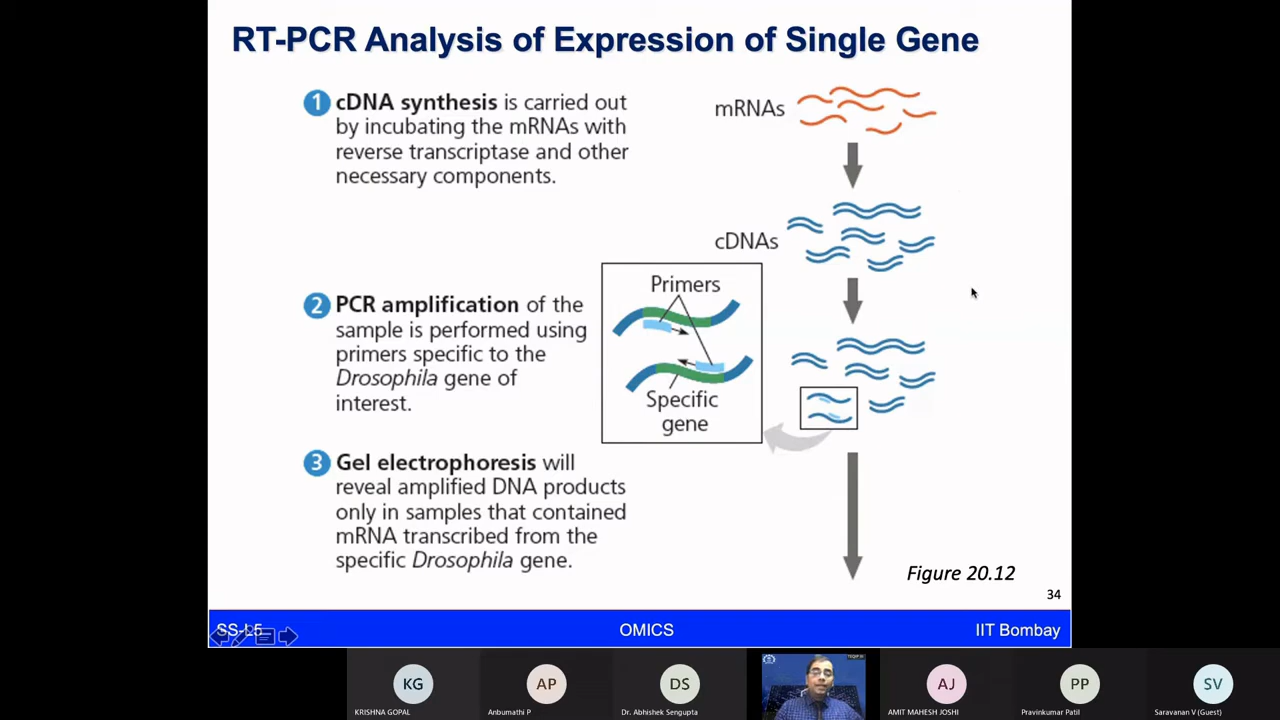 RT-PCR Analysis of Expression of Single Gene
1 cDNA synthesis is carried out
by incubating the mRNAs with
reverse transcriptase and other
necessary components.
mRNAs
cDNAs
2 PCR amplification of the
sample is performed using
primers specific to the
Drosophila gene of
interest.
Primers
Specific
gene
3 Gel electrophoresis will
reveal amplified DNA products
only in samples that contained
mRNA transcribed from the
specific Drosophila gene.
Figure 20.12
34
SS-L5
OMICS
IIT Bombay
KG
AP
DS
AJ
PP
SV
KRISHNA GOPAL
Anbumathi P
Dr. Abhishek Sengupta
AMIT MAHESH JOSHI
Pravinkumar Patil
Saravanan V (Guest)